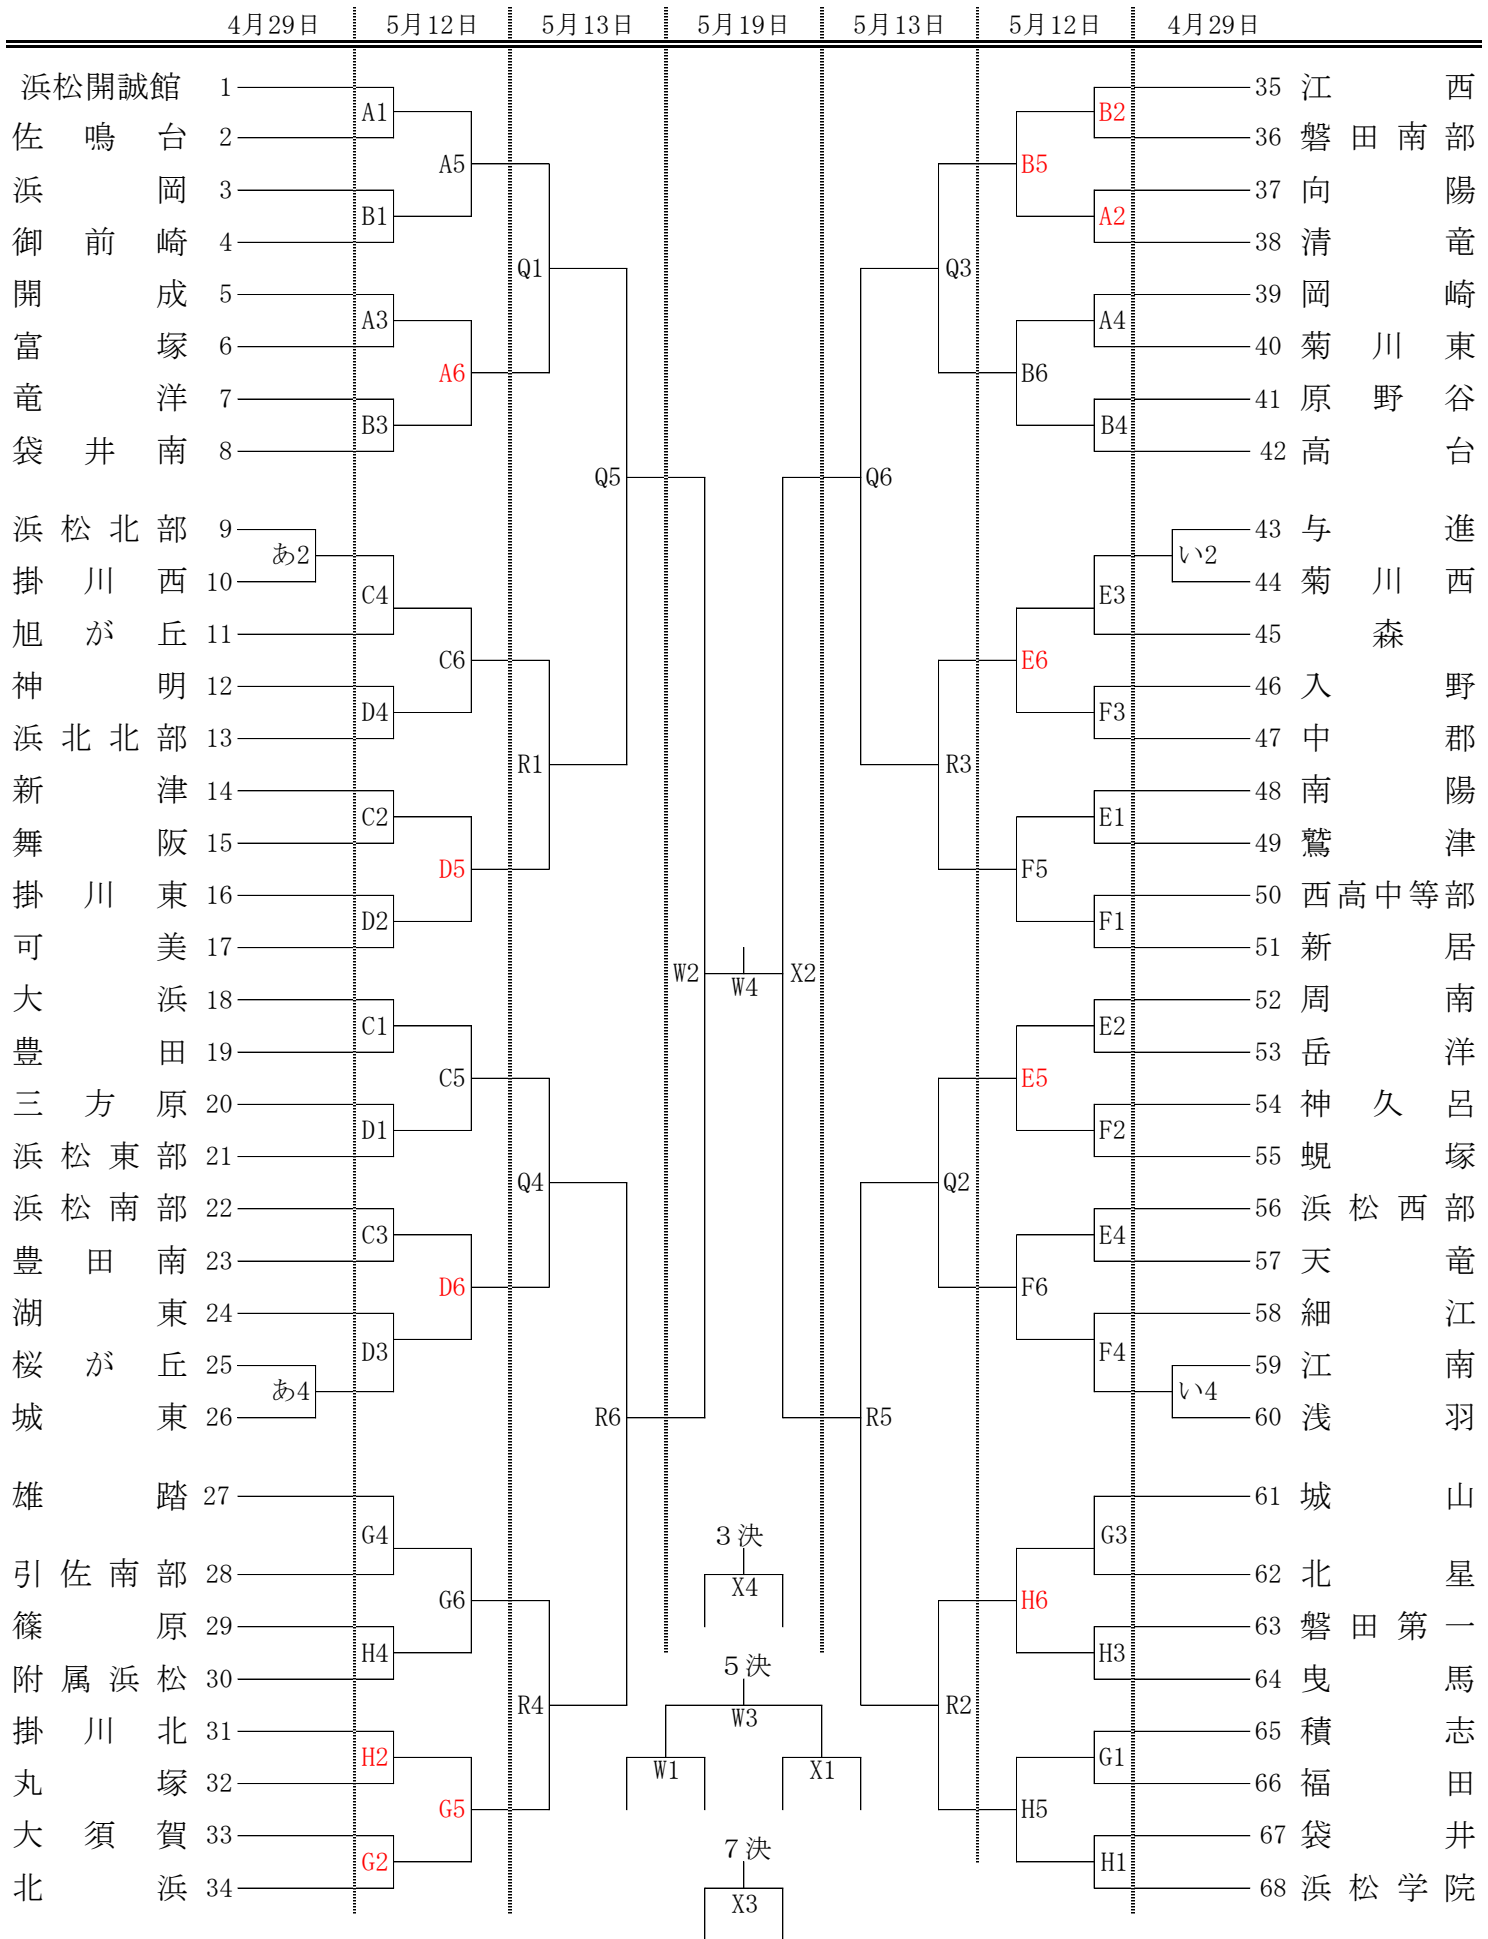 4月29日 5月12日 5月13日 5月19日 5月13日 5月12日 4月29日
浜松開誠館 1 35 江西
A1 B2
佐鳴台 2 36 磐田南部
A5 B5
浜岡 3 37 向陽
B1 A2
御前崎 4 38 清竜
Q1 Q3
開成 5 39 岡崎
A3 A4
富塚 6 40 菊川東
A6 B6
竜洋 7 41 原野谷
B3 B4
袋井南 8 42 高台
Q5 Q6
浜松北部 9 43 与進
あ2 い2
掛川西 10 44 菊川西
C4 E3
旭が丘 11 45 森
C6 E6
神明 12 46 入野
D4 F3
浜北北部 13 47 中郡
R1 R3
新津 14 48 南陽
C2 E1
舞阪 15 49 鷲津
D5 F5
掛川東 16 50 西高中等部
D2 F1
可美 17 51 新居
W2 W4 X2
大浜 18 52 周南
C1 E2
豊田 19 53 岳洋
C5 E5
三方原 20 54 神久呂
D1 F2
浜松東部 21 55 蜆塚
Q4 Q2
浜松南部 22 56 浜松西部
C3 E4
豊田南 23 57 天竜
D6 F6
湖東 24 58 細江
D3 F4
桜が丘 25 59 江南
あ4 い4
城東 26 60 浅羽
R6 R5
雄踏 27 61 城山
G4 3決 G3
引佐南部 28 62 北星
X4
G6 H6
篠原 29 63 磐田第一
H4 H3
附属浜松 30 5決 64 曳馬
R4 W3 R2
掛川北 31 65 積志
H2 W1 X1 G1
丸塚 32 66 福田
G5 H5
大須賀 33 67 袋井
G2 7決 H1
北浜 34 68 浜松学院
X3